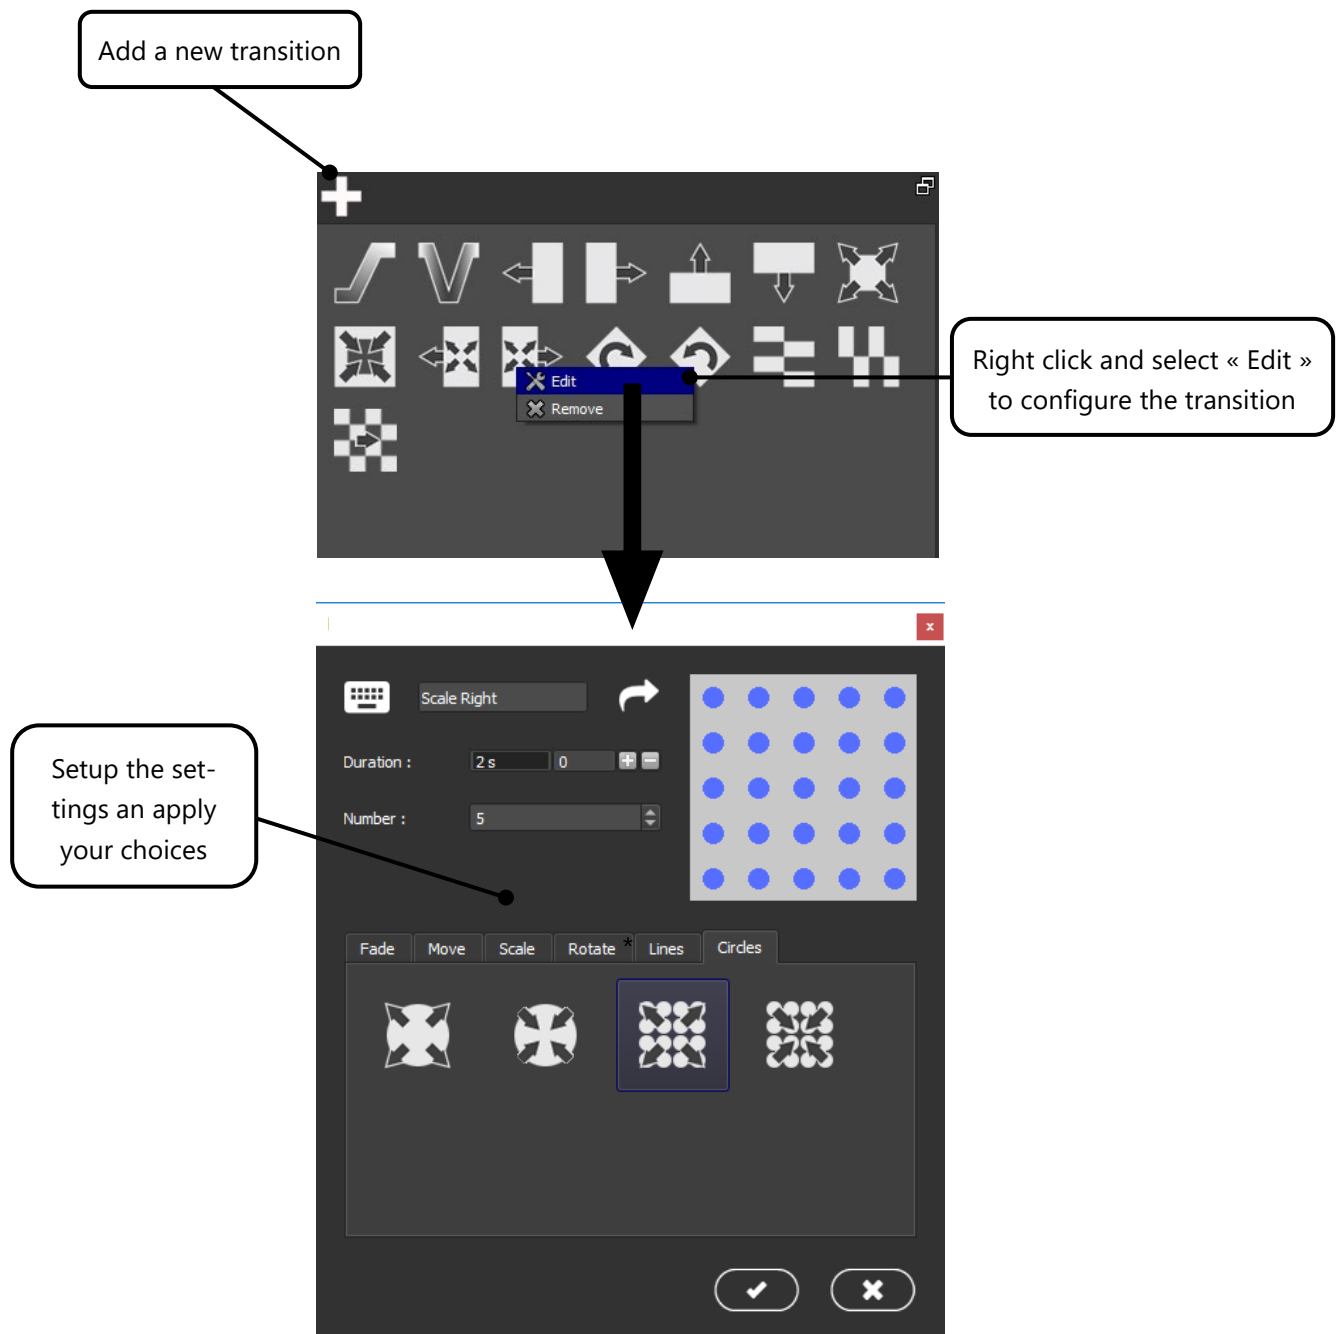 Add a new transition
Right click and select « Edit »
to configure the transition
Edit
Remove
x
Scale Right
Duration :
2 s
0
Number :
5
Setup the set-
tings an apply
your choices
Fade
Move
Scale
Rotate
*
Lines
Circles